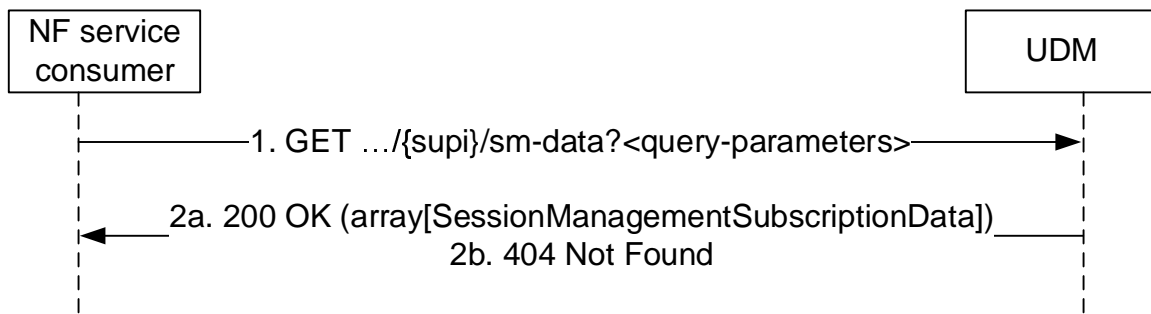 NF service
consumer
UDM
1. GET …/{supi}/sm-data?<query-parameters>
2a. 200 OK (array[SessionManagementSubscriptionData])
2b. 404 Not Found